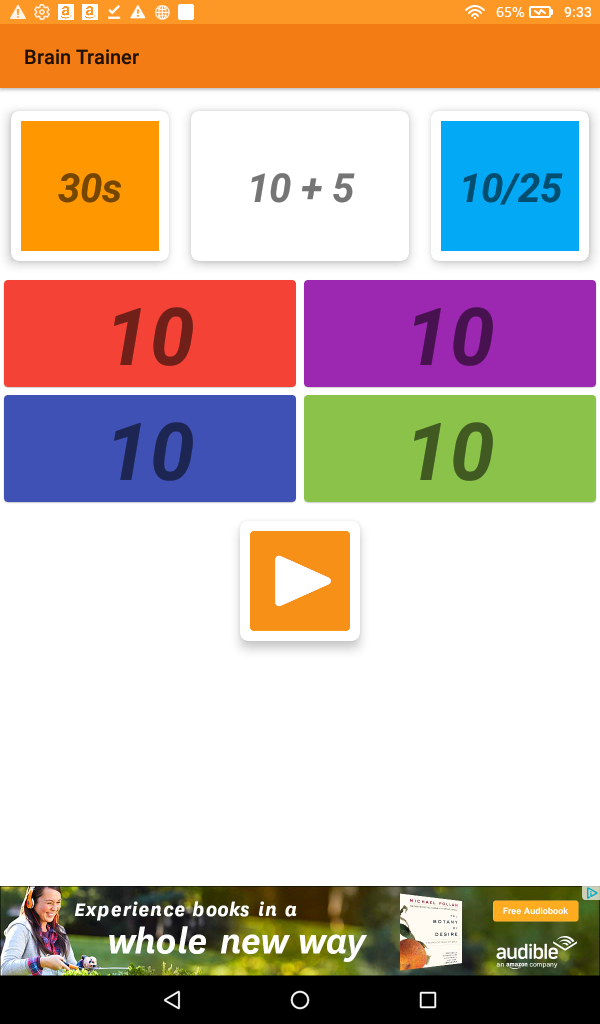 65% 9:33
Brain Trainer
30s
10 + 5
10/25
10
10
10
10
Experience books in a
whole new way
MICHAEL POLLAN
THE
BOTANY
OF
DESIRE
Free Audiobook
audible
an amazon company